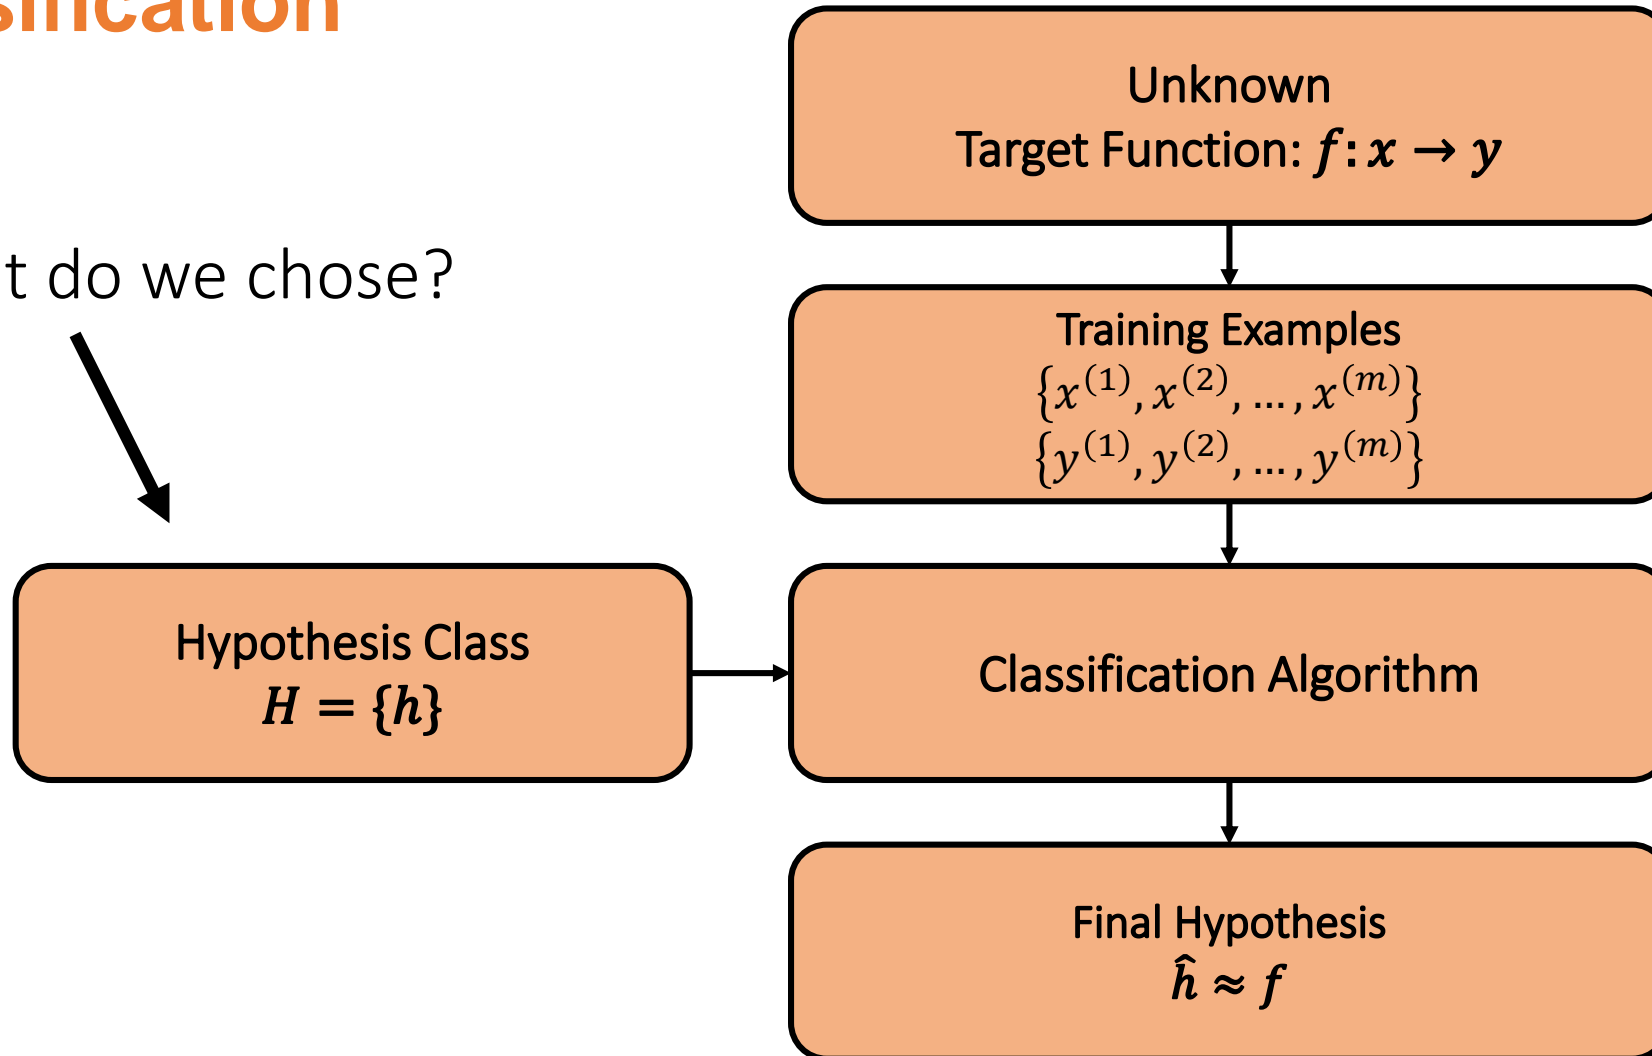 sification
t do we chose?
Unknown
Target Function: f: x → y
Training Examples
{x⁽¹⁾, x⁽²⁾, … , x⁽ᵐ⁾}
{y⁽¹⁾, y⁽²⁾, … , y⁽ᵐ⁾}
Hypothesis Class
H = {h}
Classification Algorithm
Final Hypothesis
ĥ ≈ f